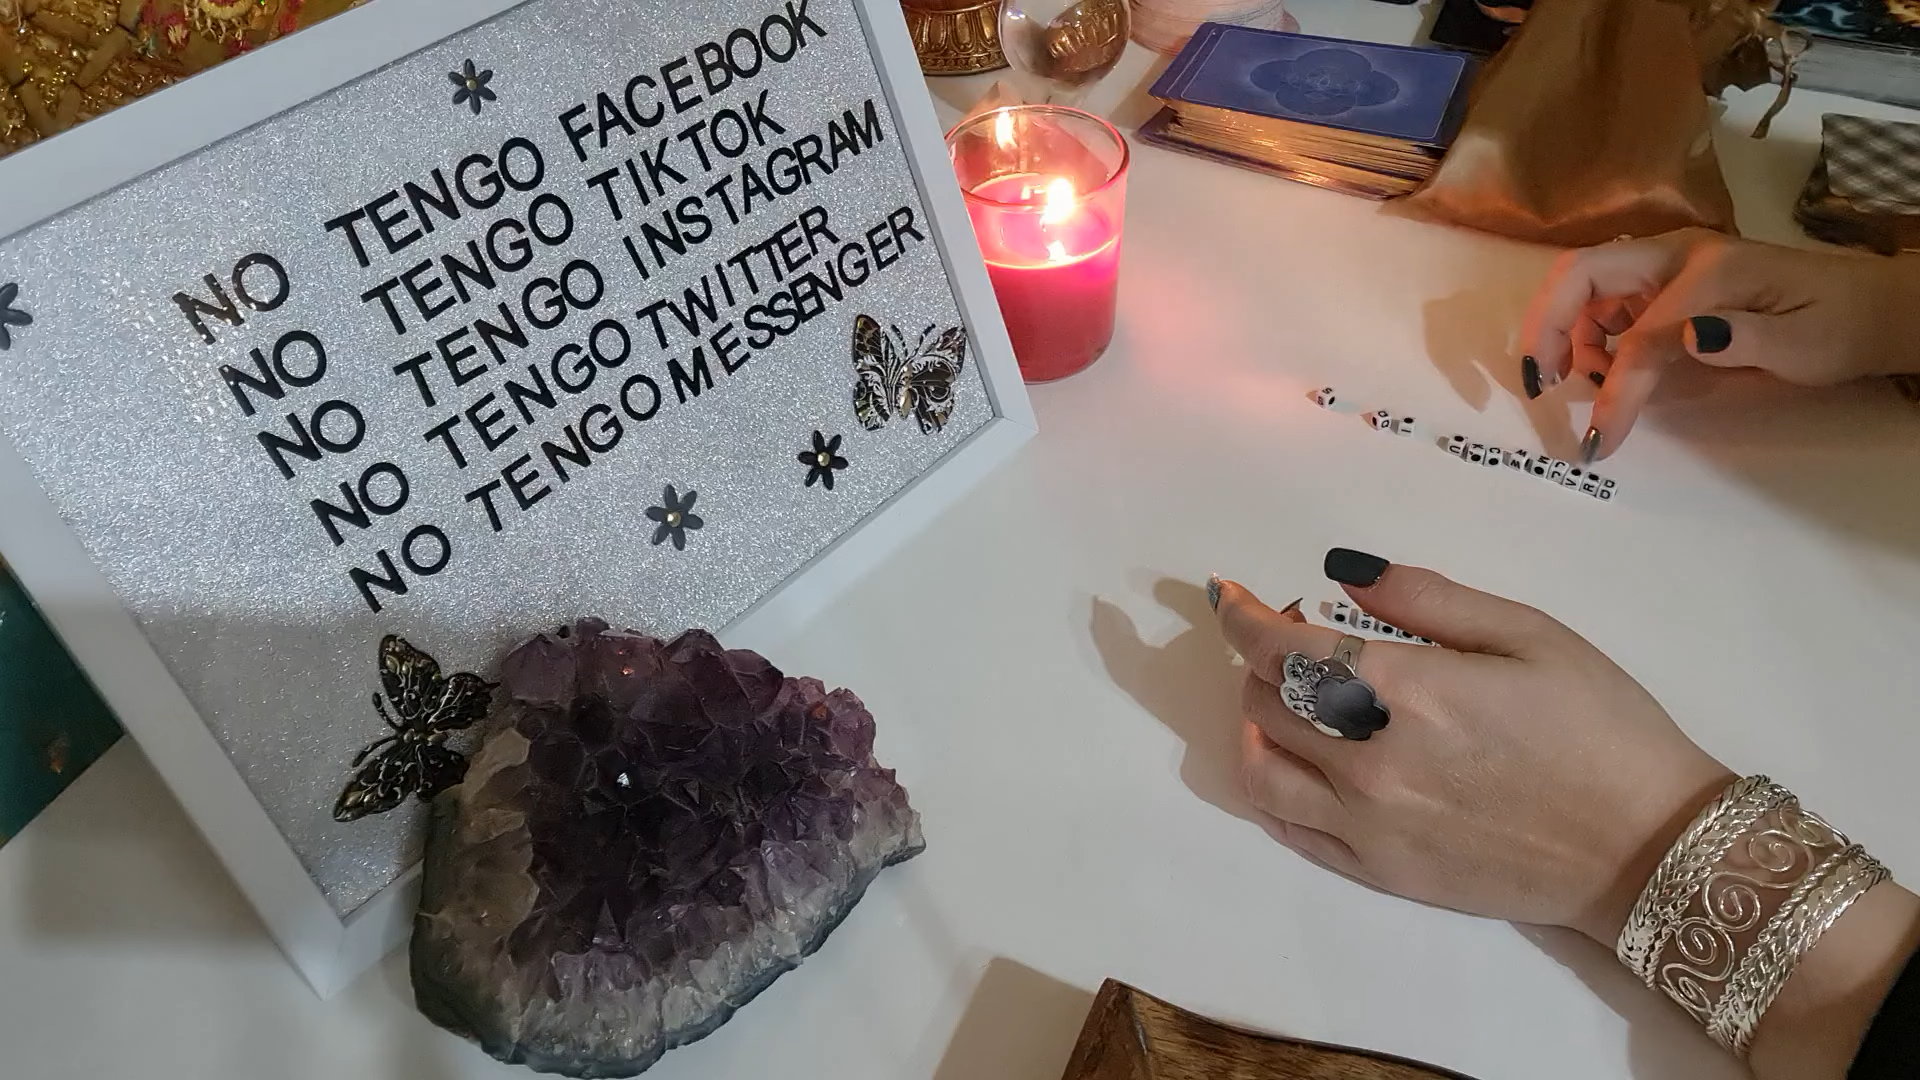 NO TENGO FACEBOOK
NO TENGO TIKTOK
NO TENGO INSTAGRAM
NO TENGO TWITTER
NO TENGO MESSENGER